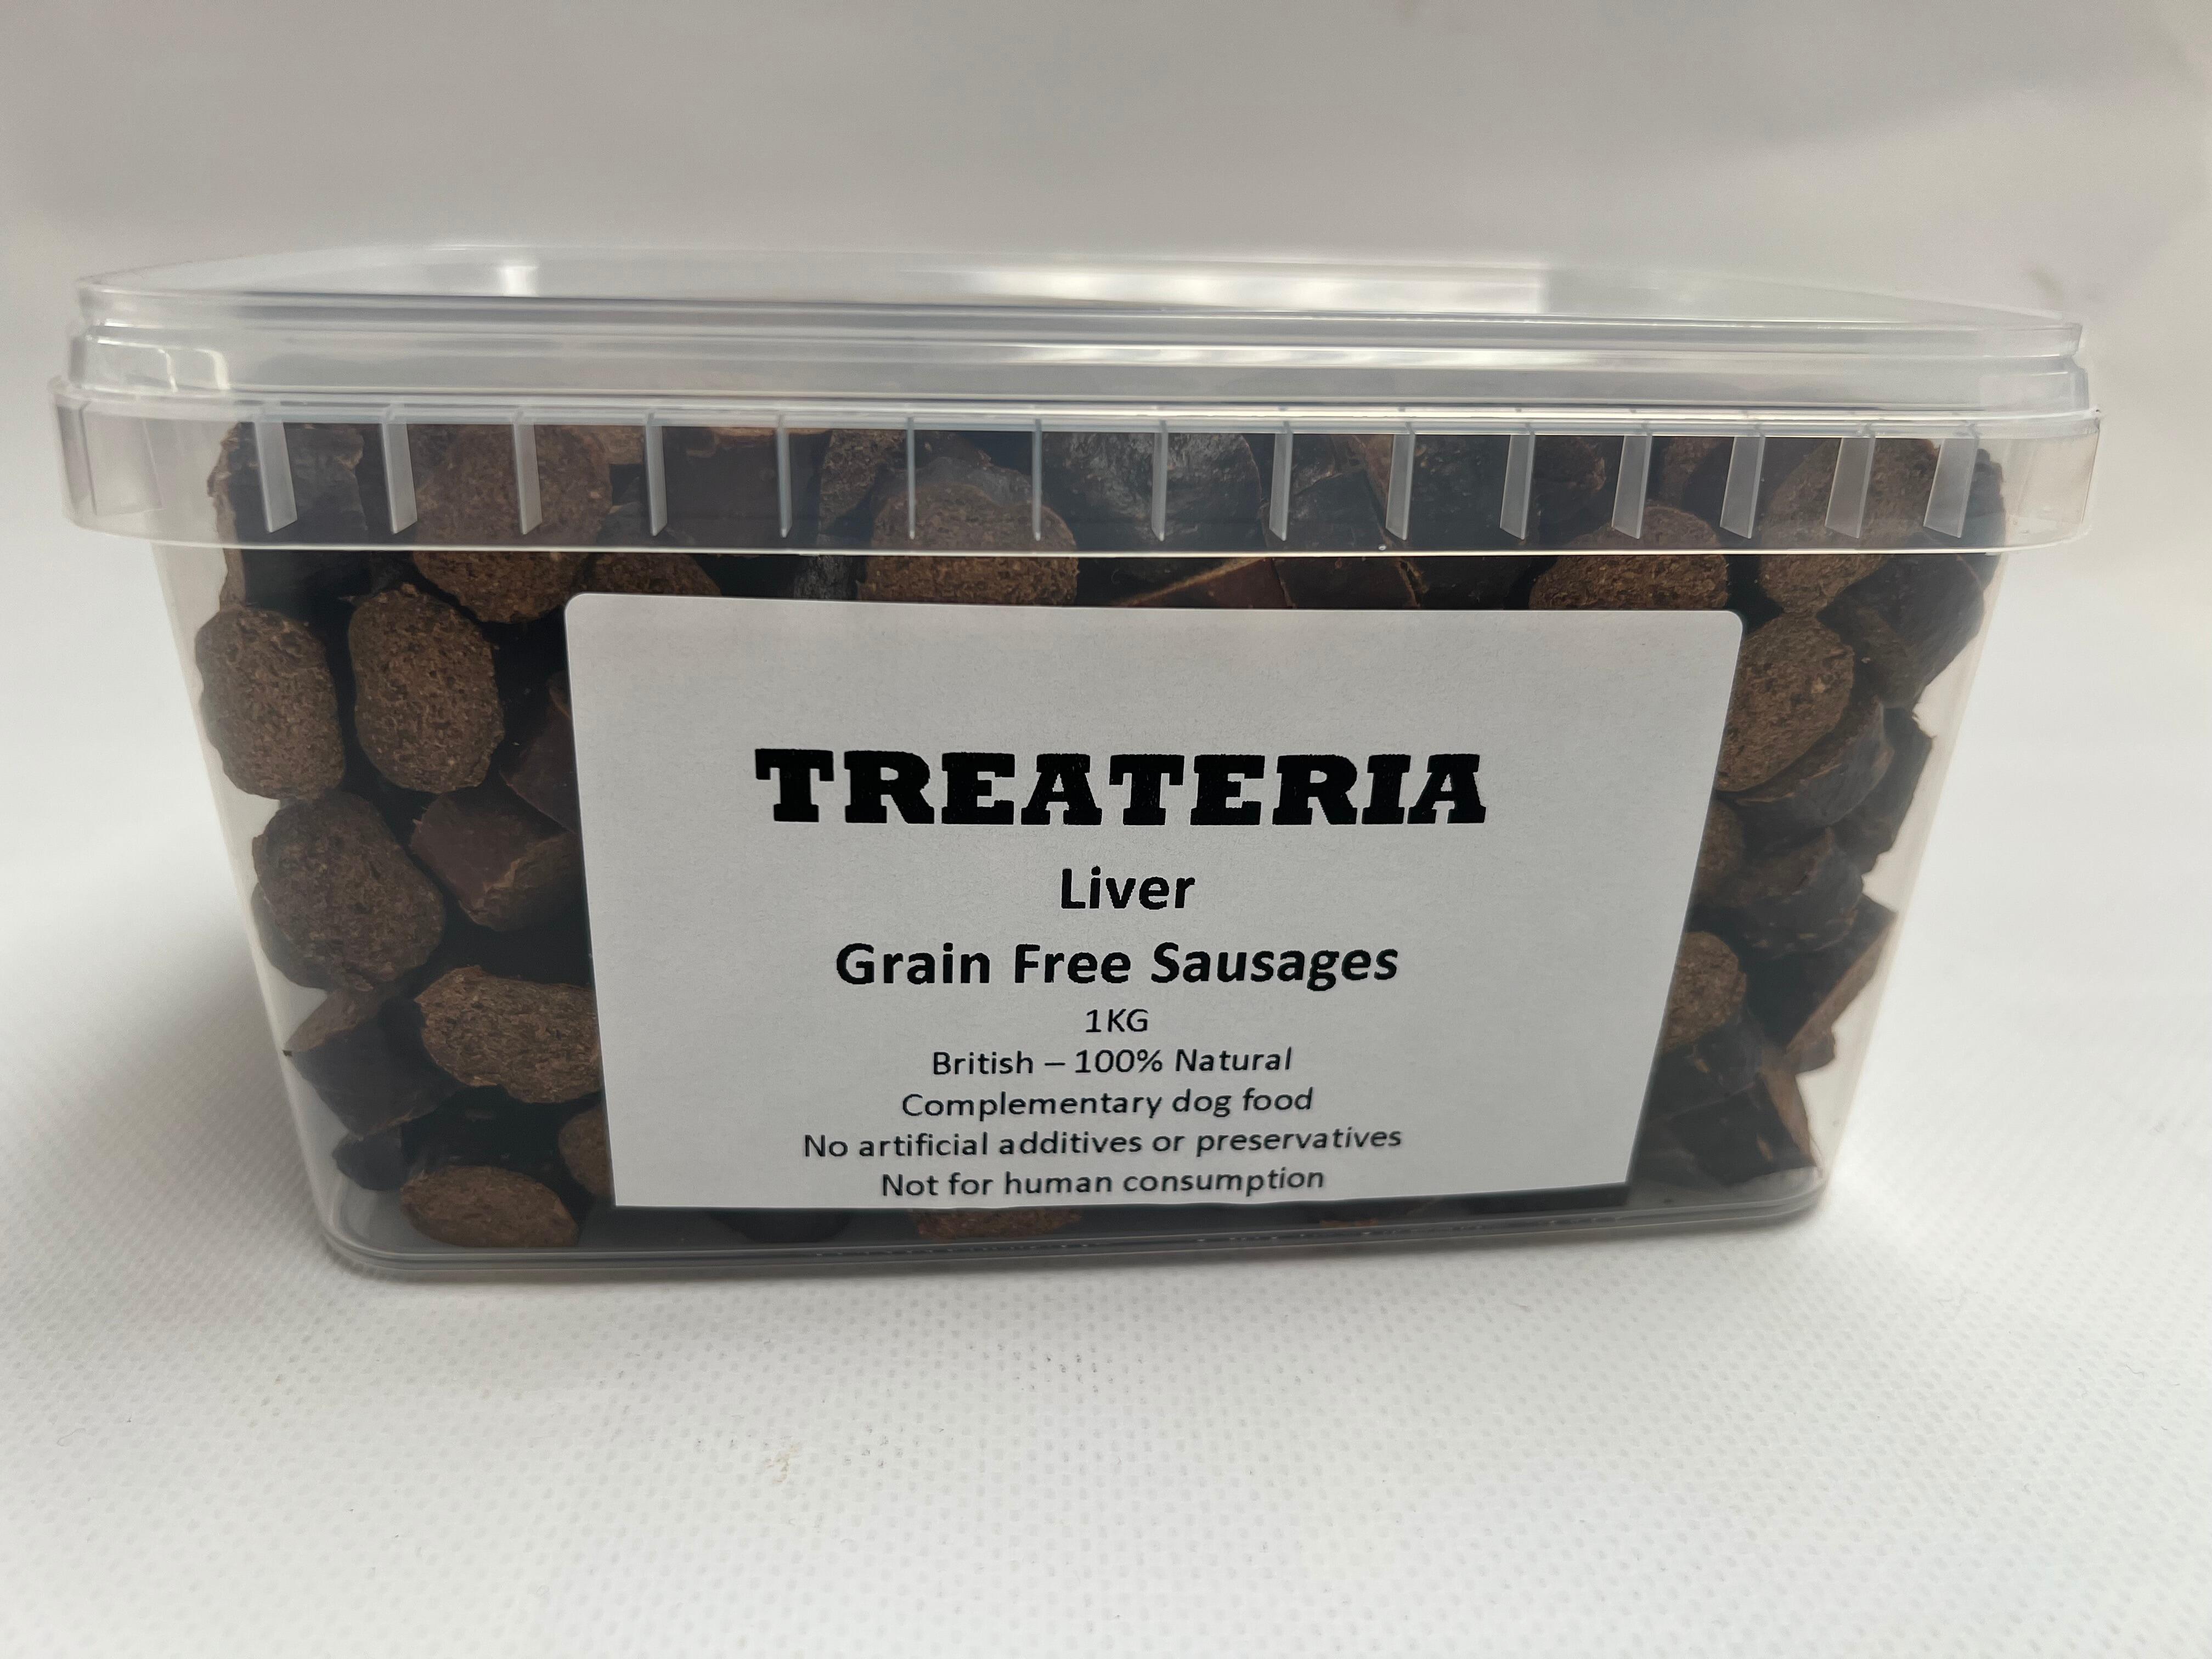 TREATERIA
Liver
Grain Free Sausages
1KG
British – 100% Natural
Complementary dog food
No artificial additives or preservatives
Not for human consumption